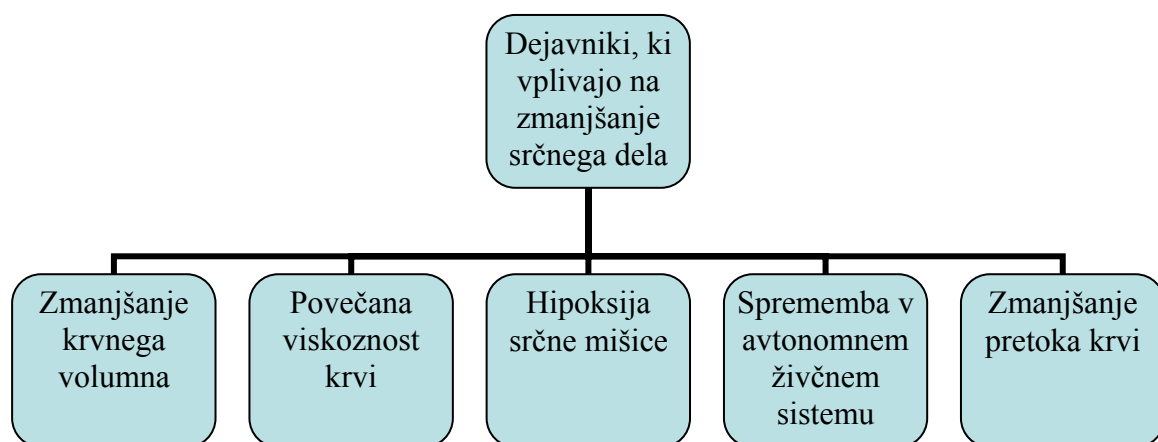 Dejavniki, ki
vplivajo na
zmanjšanje
srčnega dela
Zmanjšanje
krvnega
volumna
Povečana
viskoznost
krvi
Hipoksija
srčne mišice
Sprememba v
avtonomnem
živčnem
sistemu
Zmanjšanje
pretoka krvi